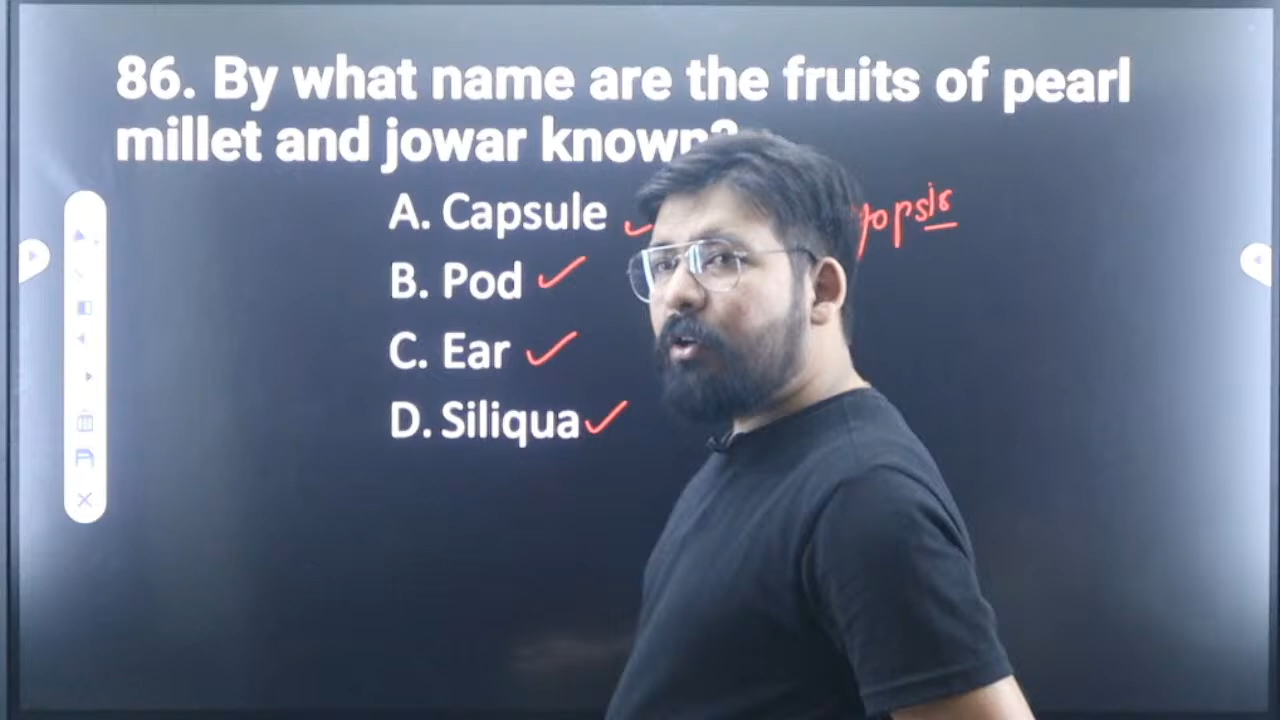 86. By what name are the fruits of pearl
millet and jowar known?
A. Capsule
B. Pod
C. Ear
D. Siliqua